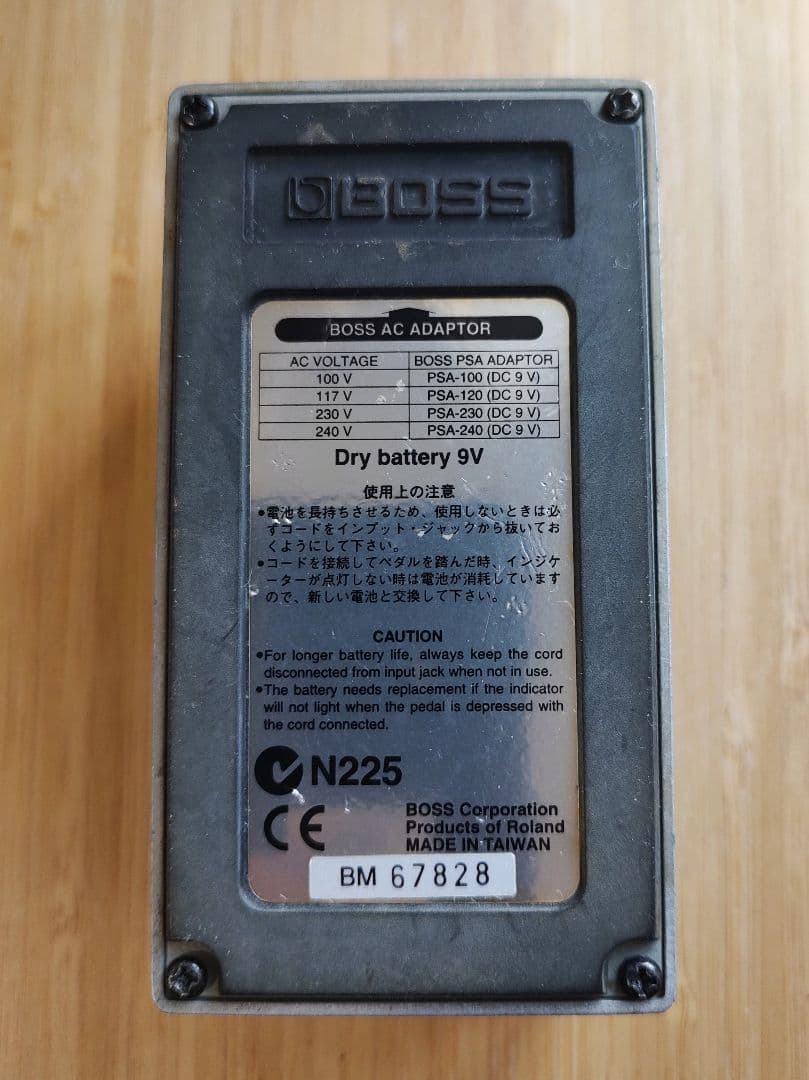 BOSS
BOSS AC ADAPTOR
AC VOLTAGE BOSS PSA ADAPTOR
100 V PSA-100 (DC 9 V)
117 V PSA-120 (DC 9 V)
230 V PSA-230 (DC 9 V)
240 V PSA-240 (DC 9 V)
Dry battery 9V
使用上の注意
●電池を長持ちさせるため、使用しないときは必
ずコードをインプット・ジャックから抜いてお
くようにして下さい。
●コードを接続してペダルを踏んだ時、インジケ
ーターが点灯しない時は電池が消耗しています
ので、新しい電池と交換して下さい。
CAUTION
●For longer battery life, always keep the cord
disconnected from input jack when not in use.
●The battery needs replacement if the indicator
will not light when the pedal is depressed with
the cord connected.
N225
CE
BOSS Corporation
Products of Roland
MADE IN TAIWAN
BM 67828